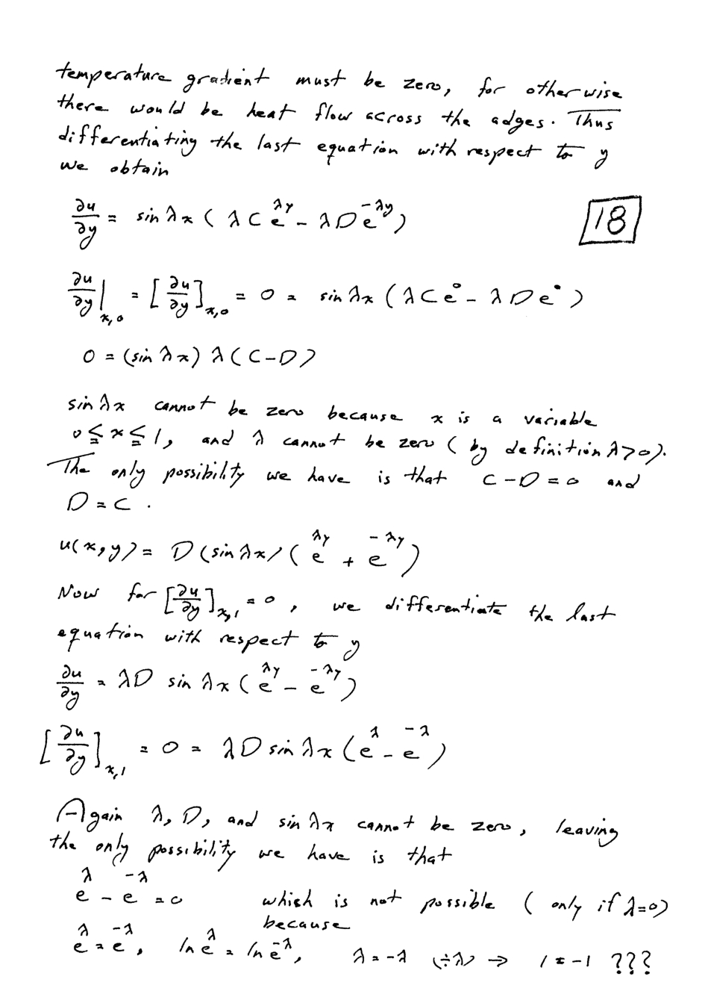 temperature gradient must be zero, for otherwise
there would be heat flow across the adges. Thus
differentiating the last equation with respect to y
we obtain
∂u/∂y = sin λx ( λC e^{λy} - λD e^{-λy} )
18
∂u/∂y|_{x,0} = [∂u/∂y]_{x,0} = 0 = sin λx ( λC e^0 - λD e^0 )
0 = (sin λx) λ(C-D)
sin λx cannot be zero because x is a variable
0 ≦ x ≦ 1, and λ cannot be zero ( by definition λ>0).
The only possibility we have is that C-D=0 and
D=C.
u(x,y) = D (sin λx) ( e^{λy} + e^{-λy} )
Now for [∂u/∂y]_{x,1} = 0, we differentiate the last
equation with respect to y
∂u/∂y = λD sin λx ( e^{λy} - e^{-λy} )
[∂u/∂y]_{x,1} = 0 = λD sin λx ( e^{λ} - e^{-λ} )
Again λ, D, and sin λx cannot be zero, leaving
the only possibility we have is that
e^{λ} - e^{-λ} = 0 which is not possible ( only if λ=0)
because
e^{λ} = e^{-λ}, ln e^{λ} = ln e^{-λ}, λ = -λ (÷λ) → 1 = -1 ???